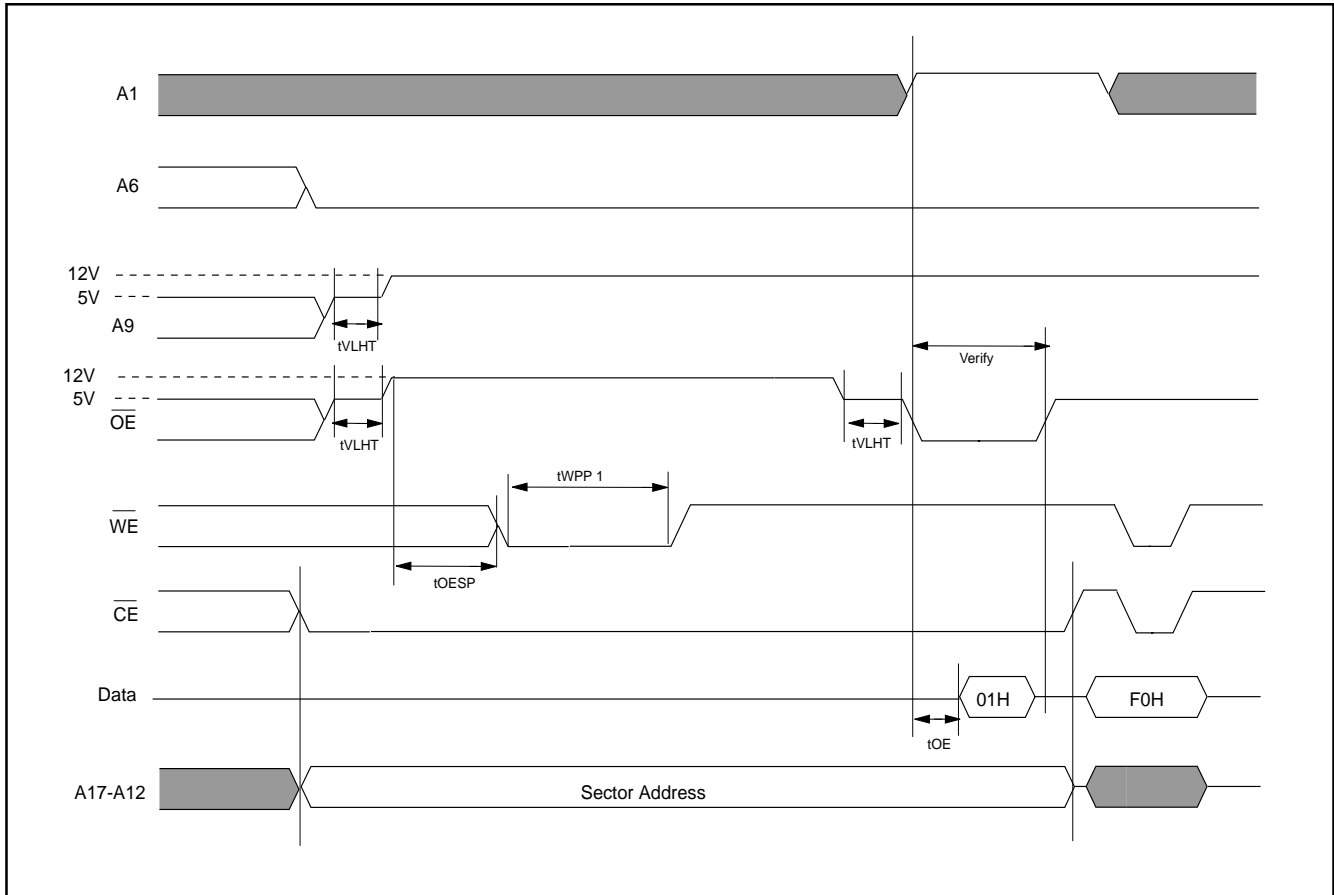 A1
A6
12V
5V
A9
tVLHT
Verify
12V
5V
OE
tVLHT
tVLHT
tWPP 1
WE
tOESP
CE
Data
01H
F0H
tOE
A17-A12
Sector Address